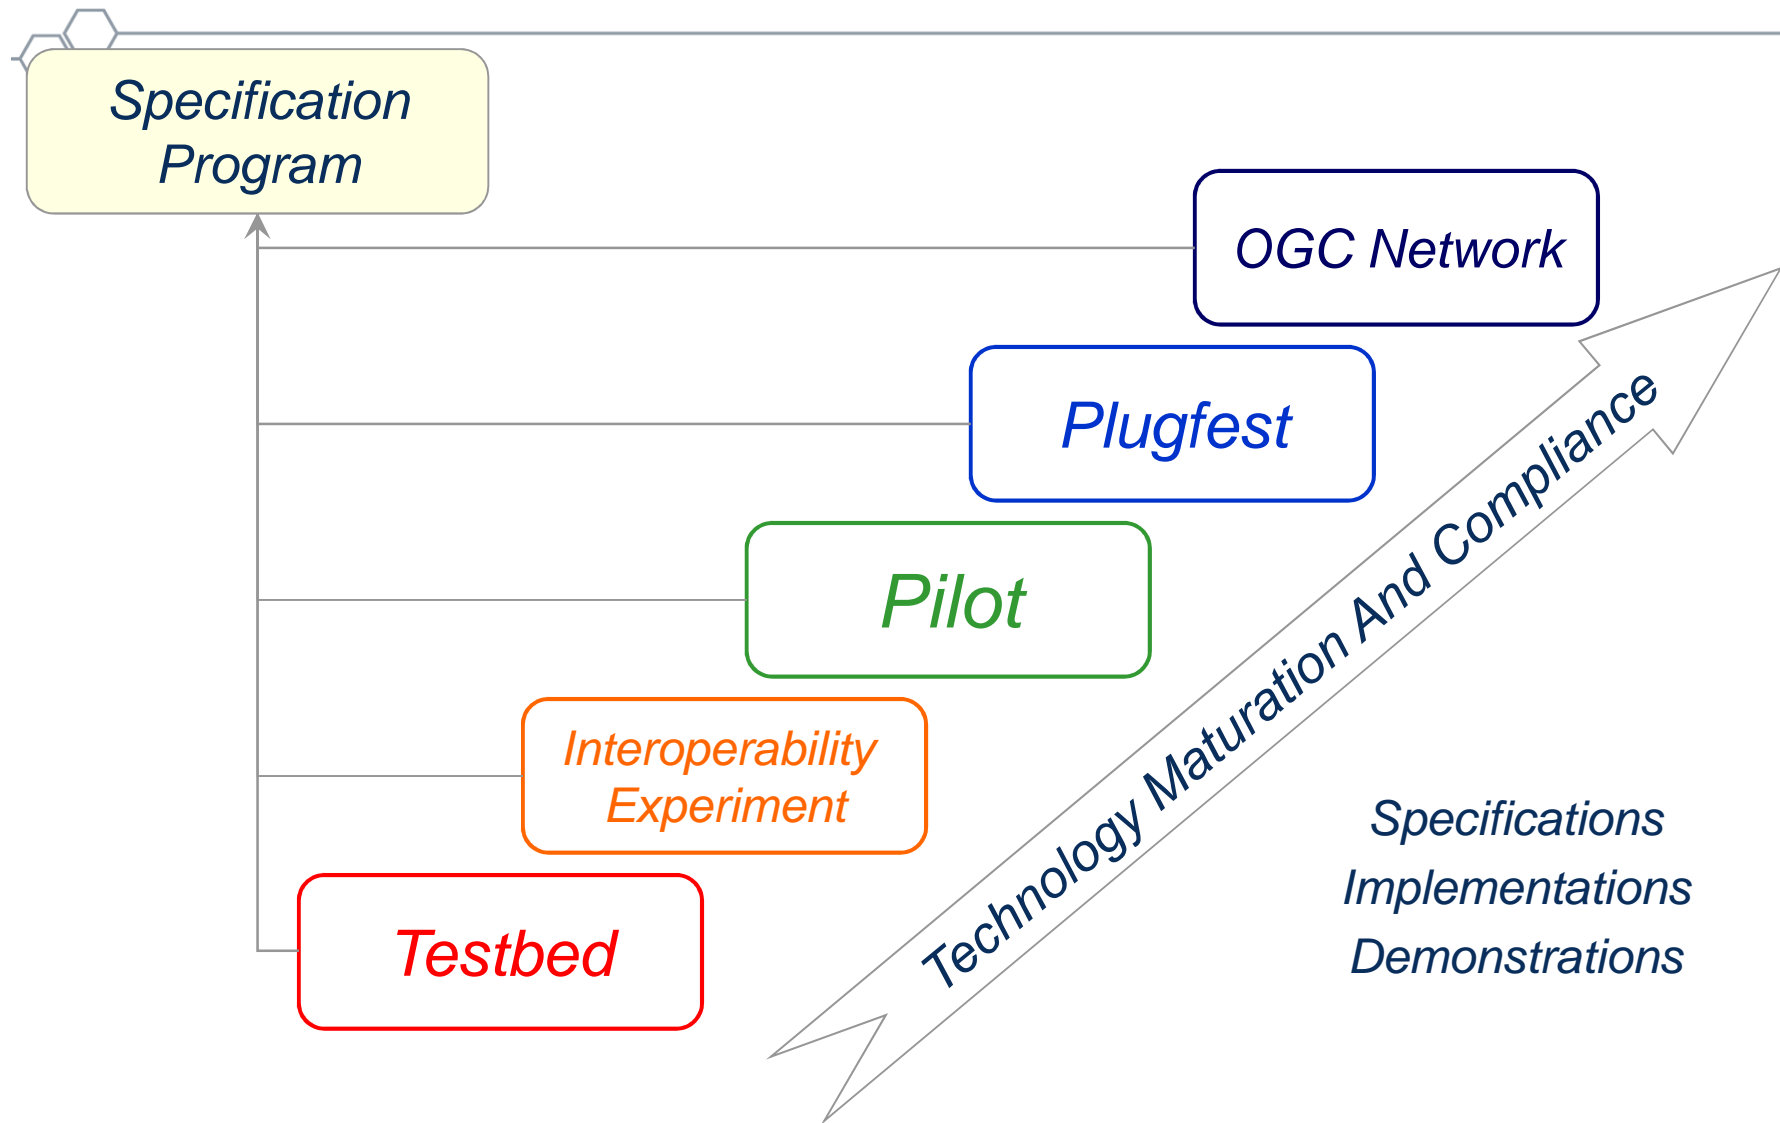 Specification
Program
OGC Network
Plugfest
Pilot
Interoperability
Experiment
Testbed
Technology Maturation And Compliance
Specifications
Implementations
Demonstrations